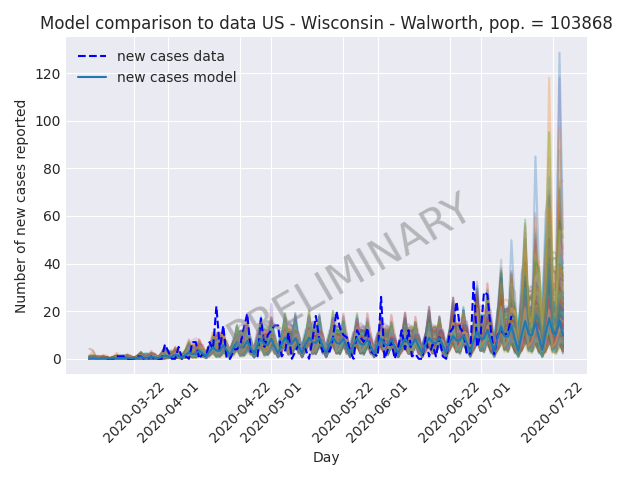 Model comparison to data US - Wisconsin - Walworth, pop. = 103868
new cases data
new cases model
120
100
80
60
40
20
0
Number of new cases reported
PRELIMINARY
2020-03-22
2020-04-01
2020-04-22
2020-05-01
2020-05-22
2020-06-01
2020-06-22
2020-07-01
2020-07-22
Day